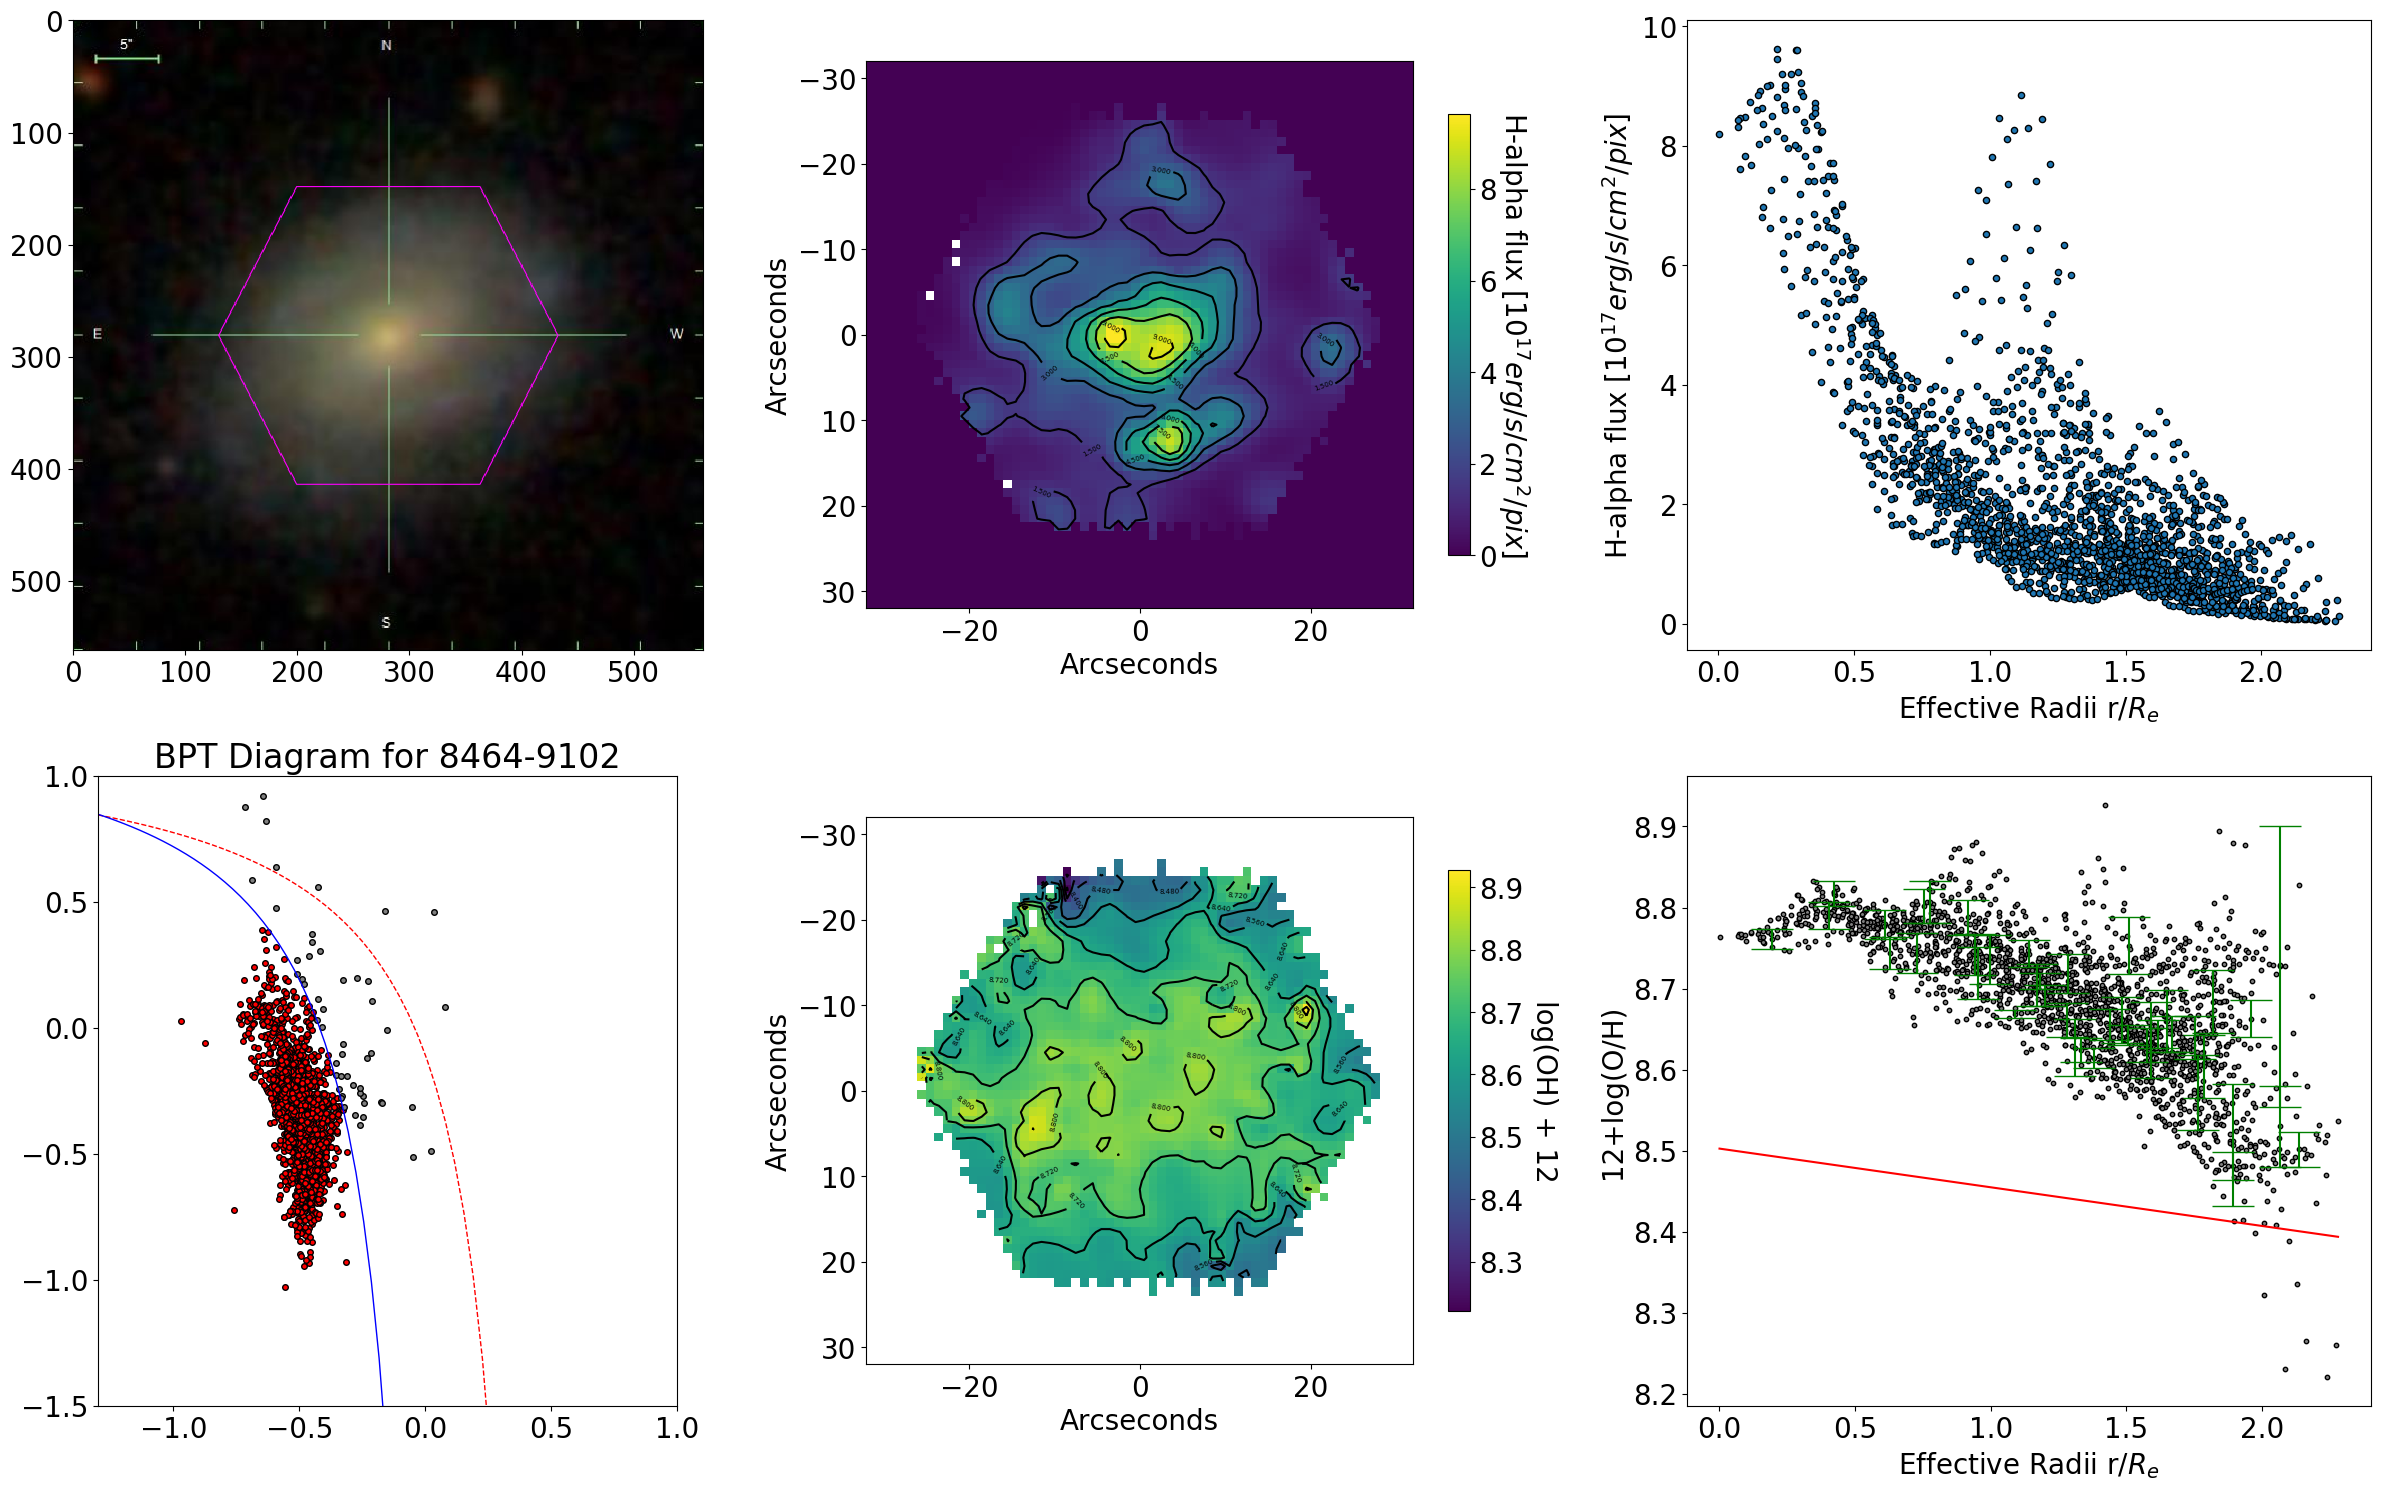 0
100
200
300
400
500
0 100 200 300 400 500
5"
N
E
W
S
−30
−20
−10
0
10
20
30
−20 0 20
Arcseconds
Arcseconds
8
6
4
2
0
H-alpha flux [10^17 erg/s/cm^2/pix]
10
8
6
4
2
0
0.0 0.5 1.0 1.5 2.0
H-alpha flux [10^17 erg/s/cm^2/pix]
Effective Radii r/R_e
BPT Diagram for 8464-9102
1.0
0.5
0.0
−0.5
−1.0
−1.5
−1.0 −0.5 0.0 0.5 1.0
−30
−20
−10
0
10
20
30
−20 0 20
Arcseconds
Arcseconds
8.9
8.8
8.7
8.6
8.5
8.4
8.3
log(OH) + 12
8.9
8.8
8.7
8.6
8.5
8.4
8.3
8.2
0.0 0.5 1.0 1.5 2.0
12+log(O/H)
Effective Radii r/R_e